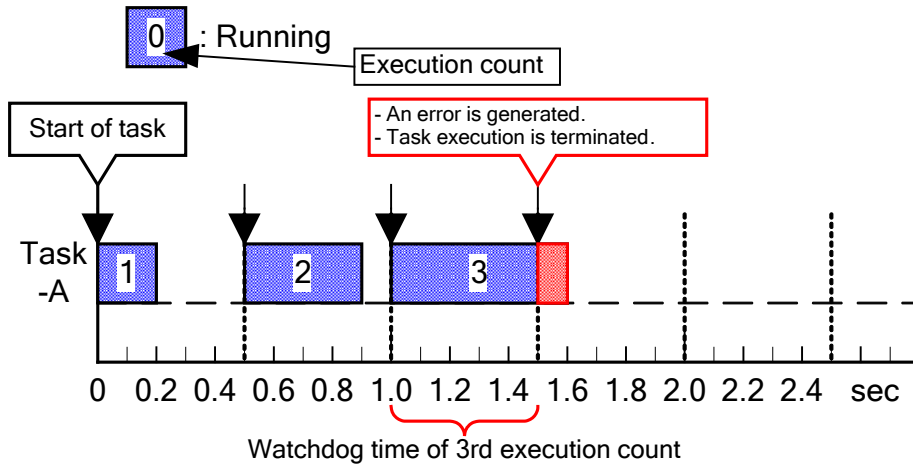 0 : Running
Execution count
Start of task
- An error is generated.
- Task execution is terminated.
Task
-A
1 2 3
0 0.2 0.4 0.6 0.8 1.0 1.2 1.4 1.6 1.8 2.0 2.2 2.4 sec
Watchdog time of 3rd execution count